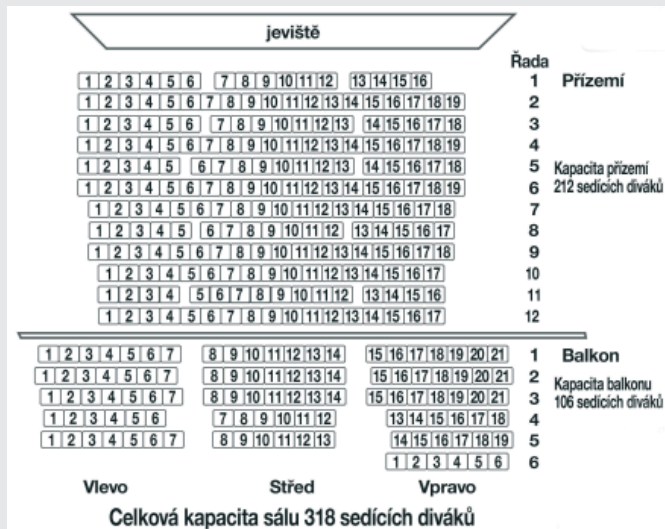 jeviště
Řada
1 2 3 4 5 6 7 8 9 10 11 12 13 14 15 16 1 Přízemí
1 2 3 4 5 6 7 8 9 10 11 12 13 14 15 16 17 18 19 2
1 2 3 4 5 6 7 8 9 10 11 12 13 14 15 16 17 18 3
1 2 3 4 5 6 7 8 9 10 11 12 13 14 15 16 17 18 19 4
1 2 3 4 5 6 7 8 9 10 11 12 13 14 15 16 17 18 5 Kapacita přízemí
212 sedících diváků
1 2 3 4 5 6 7 8 9 10 11 12 13 14 15 16 17 18 19 6
1 2 3 4 5 6 7 8 9 10 11 12 13 14 15 16 17 18 7
1 2 3 4 5 6 7 8 9 10 11 12 13 14 15 16 17 8
1 2 3 4 5 6 7 8 9 10 11 12 13 14 15 16 17 18 9
1 2 3 4 5 6 7 8 9 10 11 12 13 14 15 16 17 10
1 2 3 4 5 6 7 8 9 10 11 12 13 14 15 16 11
1 2 3 4 5 6 7 8 9 10 11 12 13 14 15 16 17 12
1 2 3 4 5 6 7 8 9 10 11 12 13 14 15 16 17 18 19 20 21 1 Balkon
1 2 3 4 5 6 7 8 9 10 11 12 13 14 15 16 17 18 19 20 21 2 Kapacita balkonu
1 2 3 4 5 6 7 8 9 10 11 12 13 14 15 16 17 18 19 20 21 3 106 sedících diváků
1 2 3 4 5 6 7 8 9 10 11 12 13 14 15 16 17 18 4
1 2 3 4 5 6 7 8 9 10 11 12 13 14 15 16 17 18 19 5
1 2 3 4 5 6 6
Vlevo Střed Vpravo
Celková kapacita sálu 318 sedících diváků